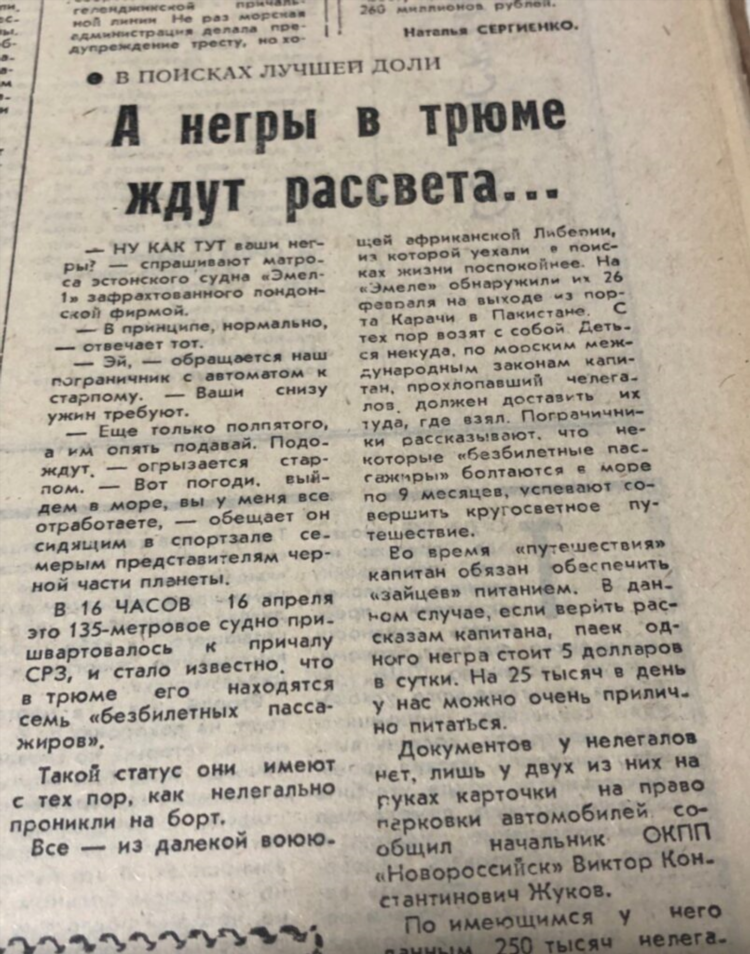 геленджикской причаль-
ной линии Не раз морская
администрация делала пре-
дупреждение тресту, но хо-
260 миллионов рублей.
Наталья СЕРГИЕНКО.
● В ПОИСКАХ ЛУЧШЕЙ ДОЛИ
А негры в трюме
ждут рассвета...
— НУ КАК ТУТ ваши нег-
ры? — спрашивают матро-
са эстонского судна «Эмел-
1» зафрахтованного лондон-
ской фирмой.
— В принципе, нормально,
— отвечает тот.
— Эй, — обращается наш
пограничник с автоматом к
старпому. — Ваши снизу
ужин требуют.
— Еще только полпятого,
а им опять подавай. Подо-
ждут, — огрызается стар-
пом. — Вот погоди, вый-
дем в море, вы у меня все
отработаете, — обещает он
сидящим в спортзале се-
мерым представителям чер-
ной части планеты.
В 16 ЧАСОВ 16 апреля
это 135-метровое судно при-
швартовалось к причалу
СРЗ, и стало известно, что
в трюме его находятся
семь «безбилетных пасса-
жиров».
Такой статус они имеют
с тех пор, как нелегально
проникли на борт.
Все — из далекой воюю-
щей африканской Либерии,
из которой уехали в поис-
ках жизни поспокойнее. На
«Эмеле» обнаружили их 26
февраля на выходе из пор-
та Карачи в Пакистане. С
тех пор возят с собой. Деть-
ся некуда, по морским меж-
дународным законам капи-
тан, прохлопавший челега-
лов, должен доставить их
туда, где взял. Погранични-
ки рассказывают, что не-
которые «безбилетные пас-
сажиры» болтаются в море
по 9 месяцев, успевают со-
вершить кругосветное пу-
тешествие.
Во время «путешествия»
капитан обязан обеспечить
«зайцев» питанием. В дан-
ном случае, если верить рас-
сказам капитана, паек од-
ного негра стоит 5 долларов
в сутки. На 25 тысяч в день
у нас можно очень прилич-
но питаться.
Документов у нелегалов
нет, лишь у двух из них на
руках карточки на право
парковки автомобилей со-
общил начальник ОКПП
«Новороссийск» Виктор Кон-
стантинович Жуков.
По имеющимся у него
данным 250 тысяч нелега-